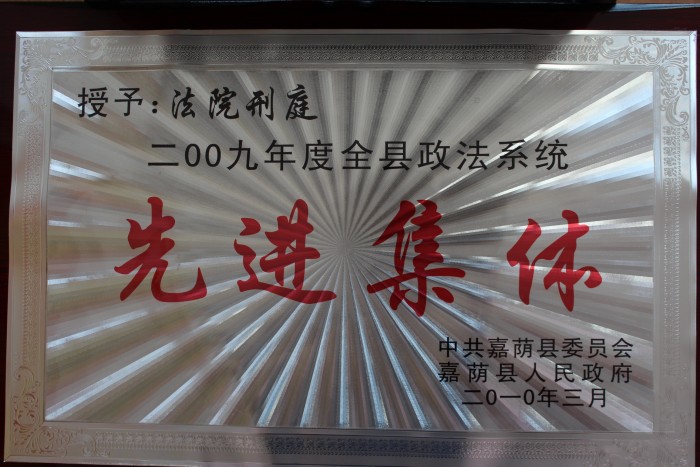 授予：法院刑庭
二00九年度全县政法系统
先进集体
中共嘉荫县委员会
嘉荫县人民政府
二0一0年三月